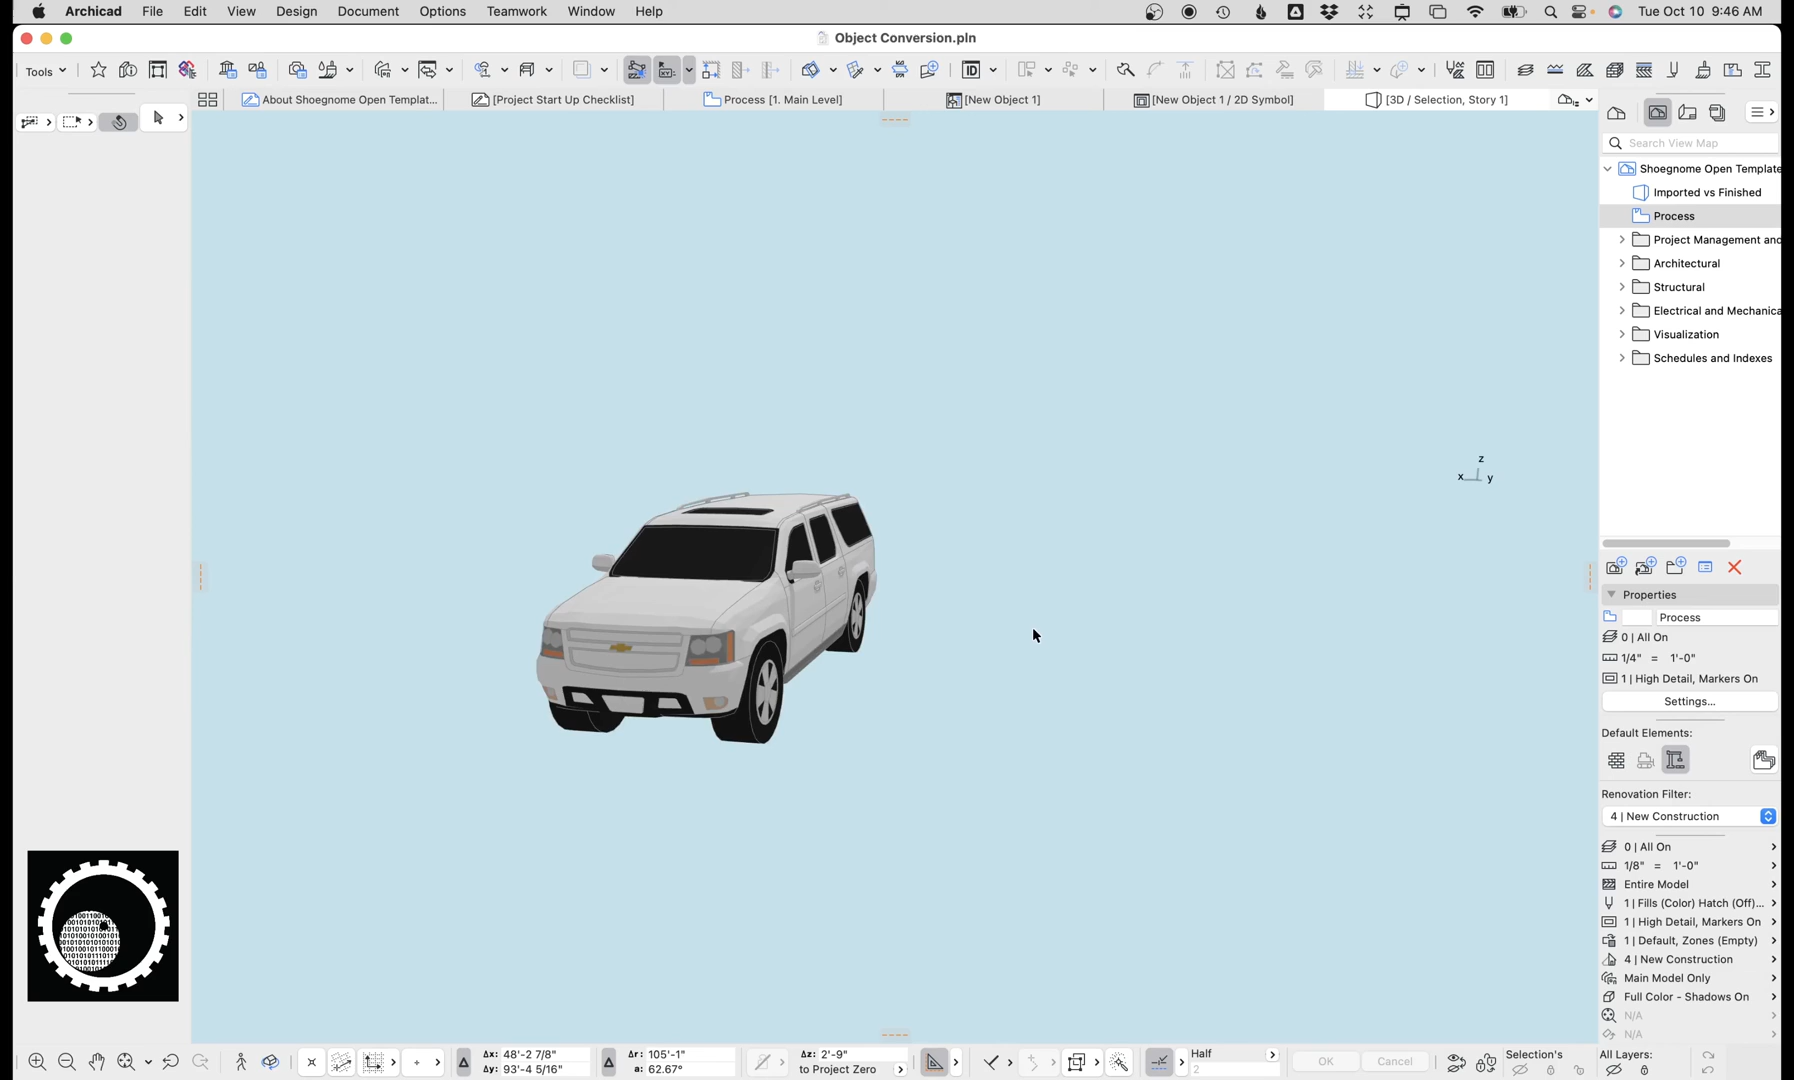 Archicad File Edit View Design Document Options Teamwork Window Help
Tue Oct 10 9:46 AM
Object Conversion.pln
Tools
About Shoegnome Open Templat...
[Project Start Up Checklist]
Process [1. Main Level]
[New Object 1]
[New Object 1 / 2D Symbol]
[3D / Selection, Story 1]
Search View Map
Shoegnome Open Template
Imported vs Finished
Process
Project Management and
Architectural
Structural
Electrical and Mechanica
Visualization
Schedules and Indexes
z
x y
Properties
Process
0 | All On
1/4" = 1'-0"
1 | High Detail, Markers On
Settings...
Default Elements:
Renovation Filter:
4 | New Construction
0 | All On
1/8" = 1'-0"
Entire Model
1 | Fills (Color) Hatch (Off)...
1 | High Detail, Markers On
1 | Default, Zones (Empty)
4 | New Construction
Main Model Only
Full Color - Shadows On
N/A
N/A
Δx: 48'-2 7/8"
Δy: 93'-4 5/16"
Δr: 105'-1"
a: 62.67°
Δz: 2'-9"
to Project Zero
Half
2
OK
Cancel
Selection's
All Layers: